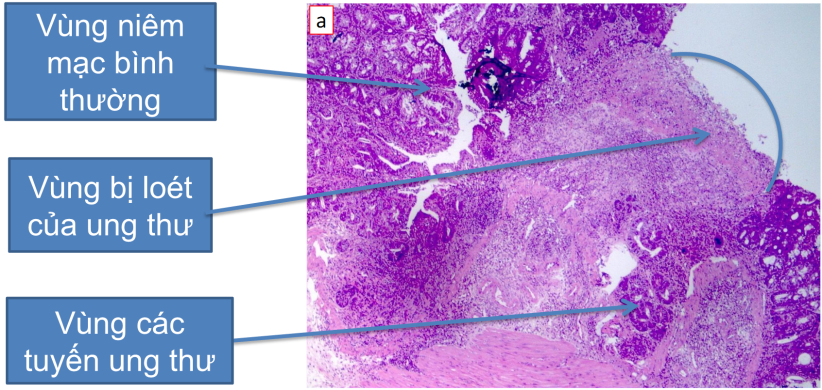 Vùng niêm
mạc bình
thường
a
Vùng bị loét
của ung thư
Vùng các
tuyến ung thư